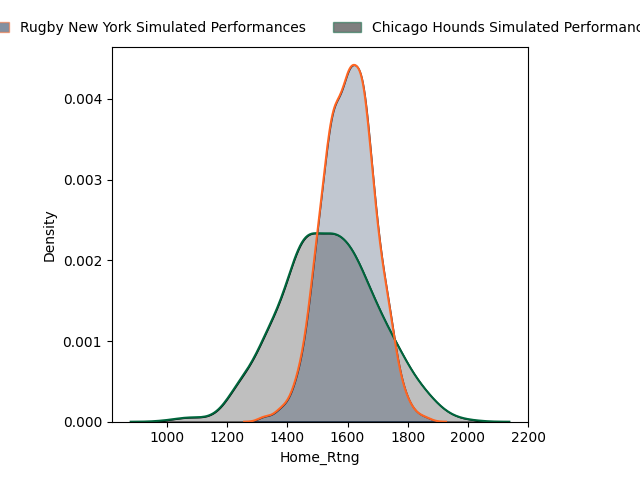 Rugby New York Simulated Performances
Chicago Hounds Simulated Performanc
0.004
0.003
0.002
0.001
0.000
Density
1000 1200 1400 1600 1800 2000 2200
Home_Rtng